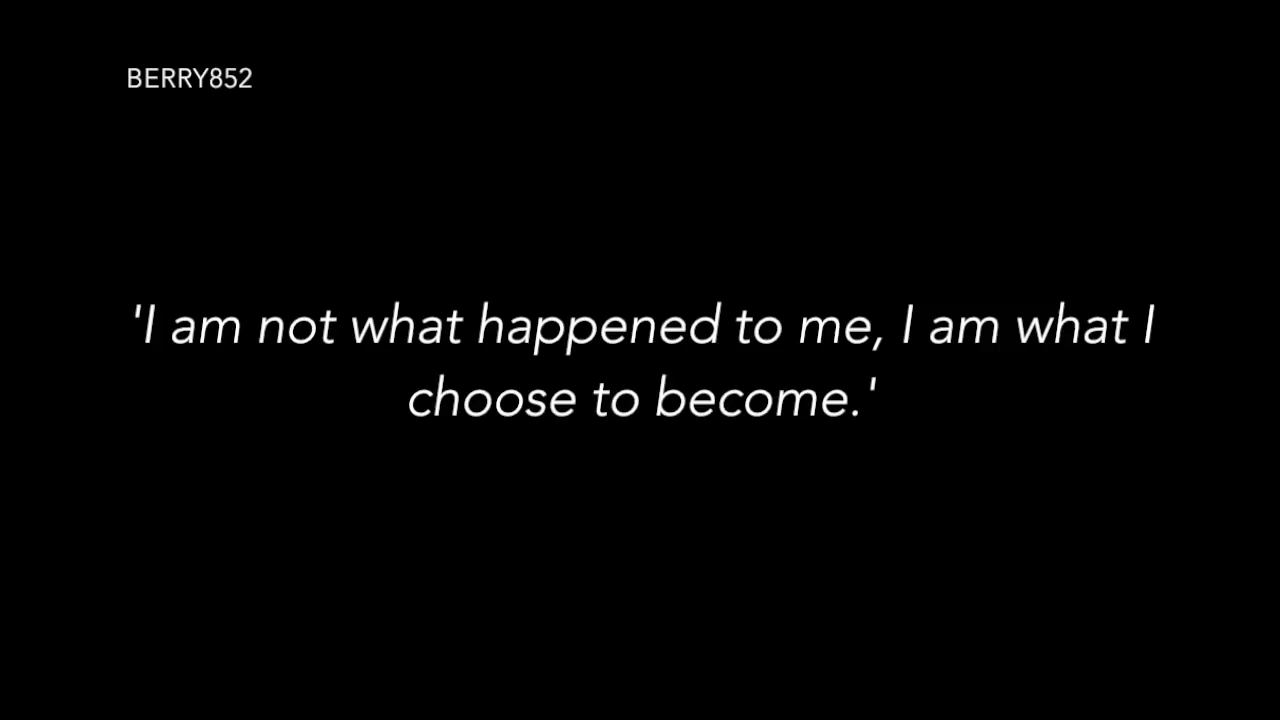 BERRY852
'I am not what happened to me, I am what I
choose to become.'